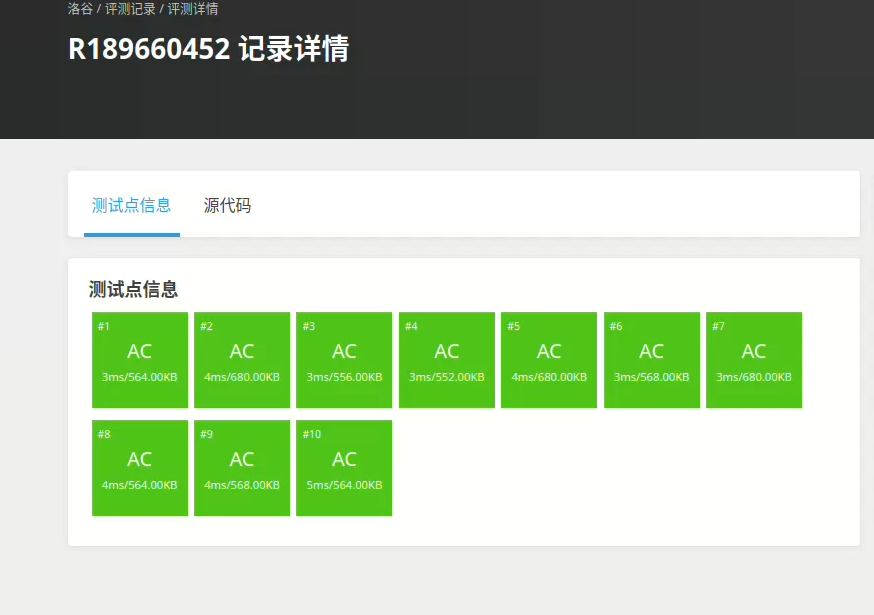 洛谷 / 评测记录 / 评测详情
R189660452 记录详情
测试点信息 源代码
测试点信息
#1 #2 #3 #4 #5 #6 #7
AC AC AC AC AC AC AC
3ms/564.00KB 4ms/680.00KB 3ms/556.00KB 3ms/552.00KB 4ms/680.00KB 3ms/568.00KB 3ms/680.00KB
#8 #9 #10
AC AC AC
4ms/564.00KB 4ms/568.00KB 5ms/564.00KB